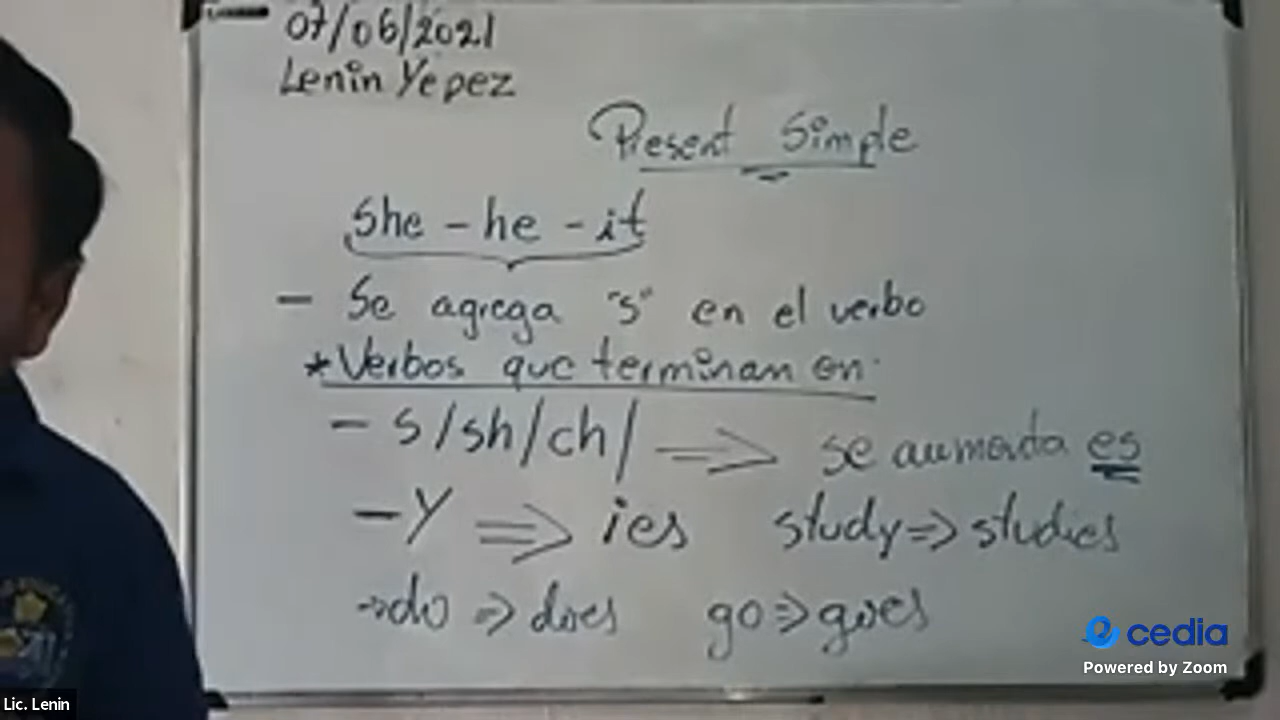 07/06/2021
Lenin Yepez
Present Simple
She - he - it
- Se agrega "s" en el verbo
* Verbos que terminan en:
- s/sh/ch/ ⇒ se aumenta es
- Y ⇒ ies study ⇒ studies
→ do ⇒ does go ⇒ goes
cedia
Powered by Zoom
Lic. Lenin